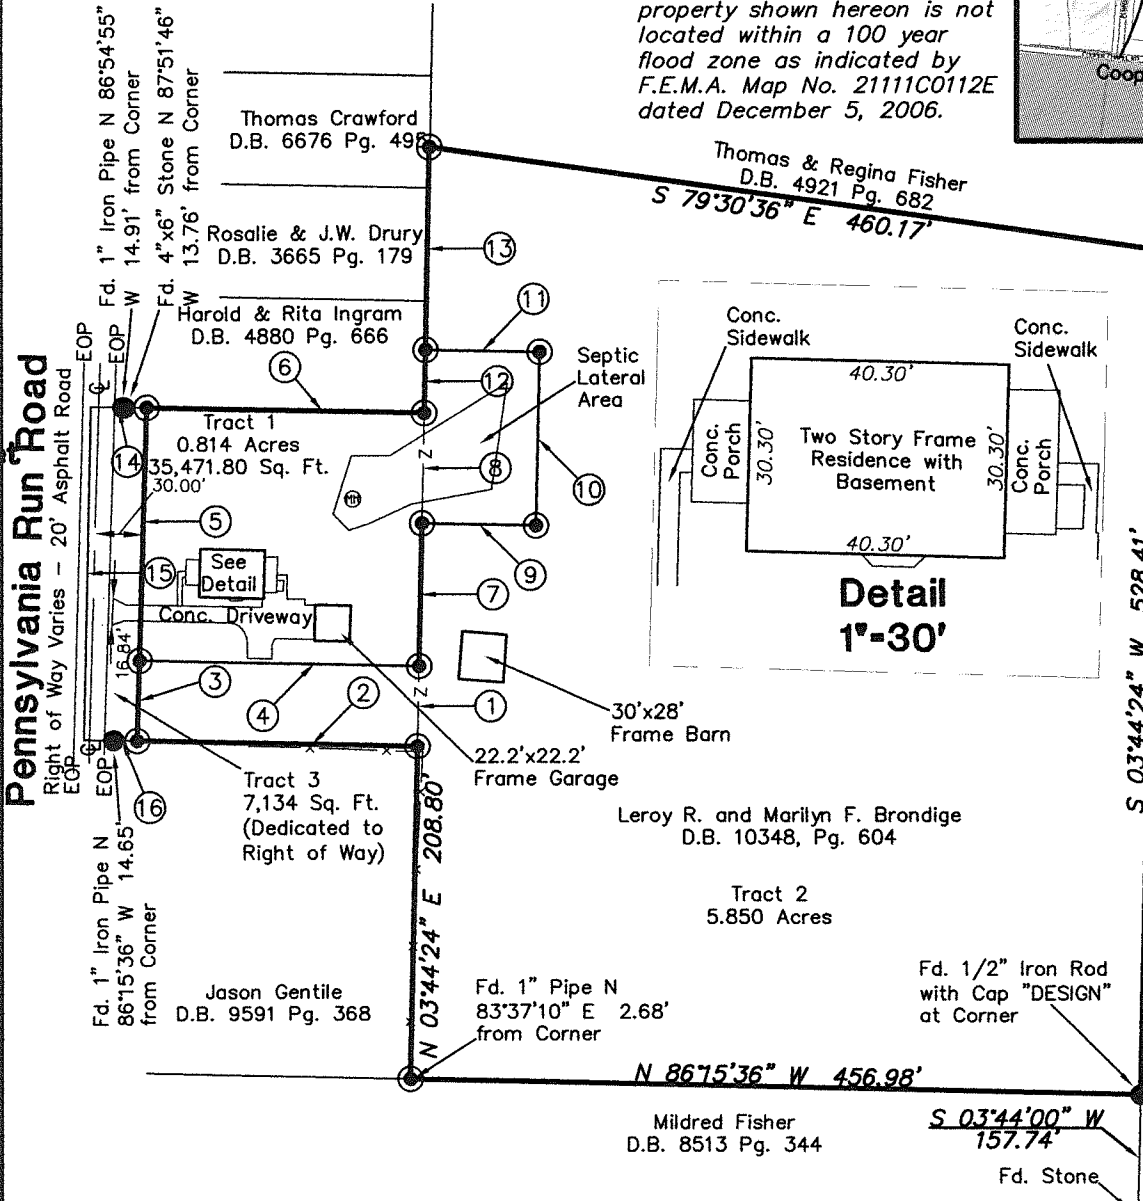 property shown hereon is not
located within a 100 year
flood zone as indicated by
F.E.M.A. Map No. 21111C0112E
dated December 5, 2006.
Coop
Fd. 1" Iron Pipe N 86°54'55"
W 14.91' from Corner
Fd. 4"x6" Stone N 87°51'46"
W 13.76' from Corner
Thomas Crawford
D.B. 6676 Pg. 495
Rosalie & J.W. Drury
D.B. 3665 Pg. 179
Harold & Rita Ingram
D.B. 4880 Pg. 666
Thomas & Regina Fisher
D.B. 4921 Pg. 682
S 79°30'36" E 460.17'
13
11
12
6
8
10
9
14
5
7
15
3
4
2
1
16
Septic
Lateral
Area
Z
MH
Z
Tract 1
0.814 Acres
35,471.80 Sq. Ft.
30.00'
See
Detail
Conc. Driveway
16.84'
Pennsylvania Run Road
Right of Way Varies - 20' Asphalt Road
EOP
EOP
EOP
EOP
Conc.
Sidewalk
Conc.
Sidewalk
40.30'
Conc.
Porch
30.30'
Two Story Frame
Residence with
Basement
30.30'
Conc.
Porch
40.30'
Detail
1"=30'
S 03°44'24" W 528.41'
30'x28'
Frame Barn
22.2'x22.2'
Frame Garage
Tract 3
7,134 Sq. Ft.
(Dedicated to
Right of Way)
Leroy R. and Marilyn F. Brondige
D.B. 10348, Pg. 604
Tract 2
5.850 Acres
N 03°44'24" E 208.80'
Fd. 1" Iron Pipe N
86°15'36" W 14.65'
from Corner
Jason Gentile
D.B. 9591 Pg. 368
Fd. 1" Pipe N
83°37'10" E 2.68'
from Corner
Fd. 1/2" Iron Rod
with Cap "DESIGN"
at Corner
N 86°15'36" W 456.98'
Mildred Fisher
D.B. 8513 Pg. 344
S 03°44'00" W
157.74'
Fd. Stone